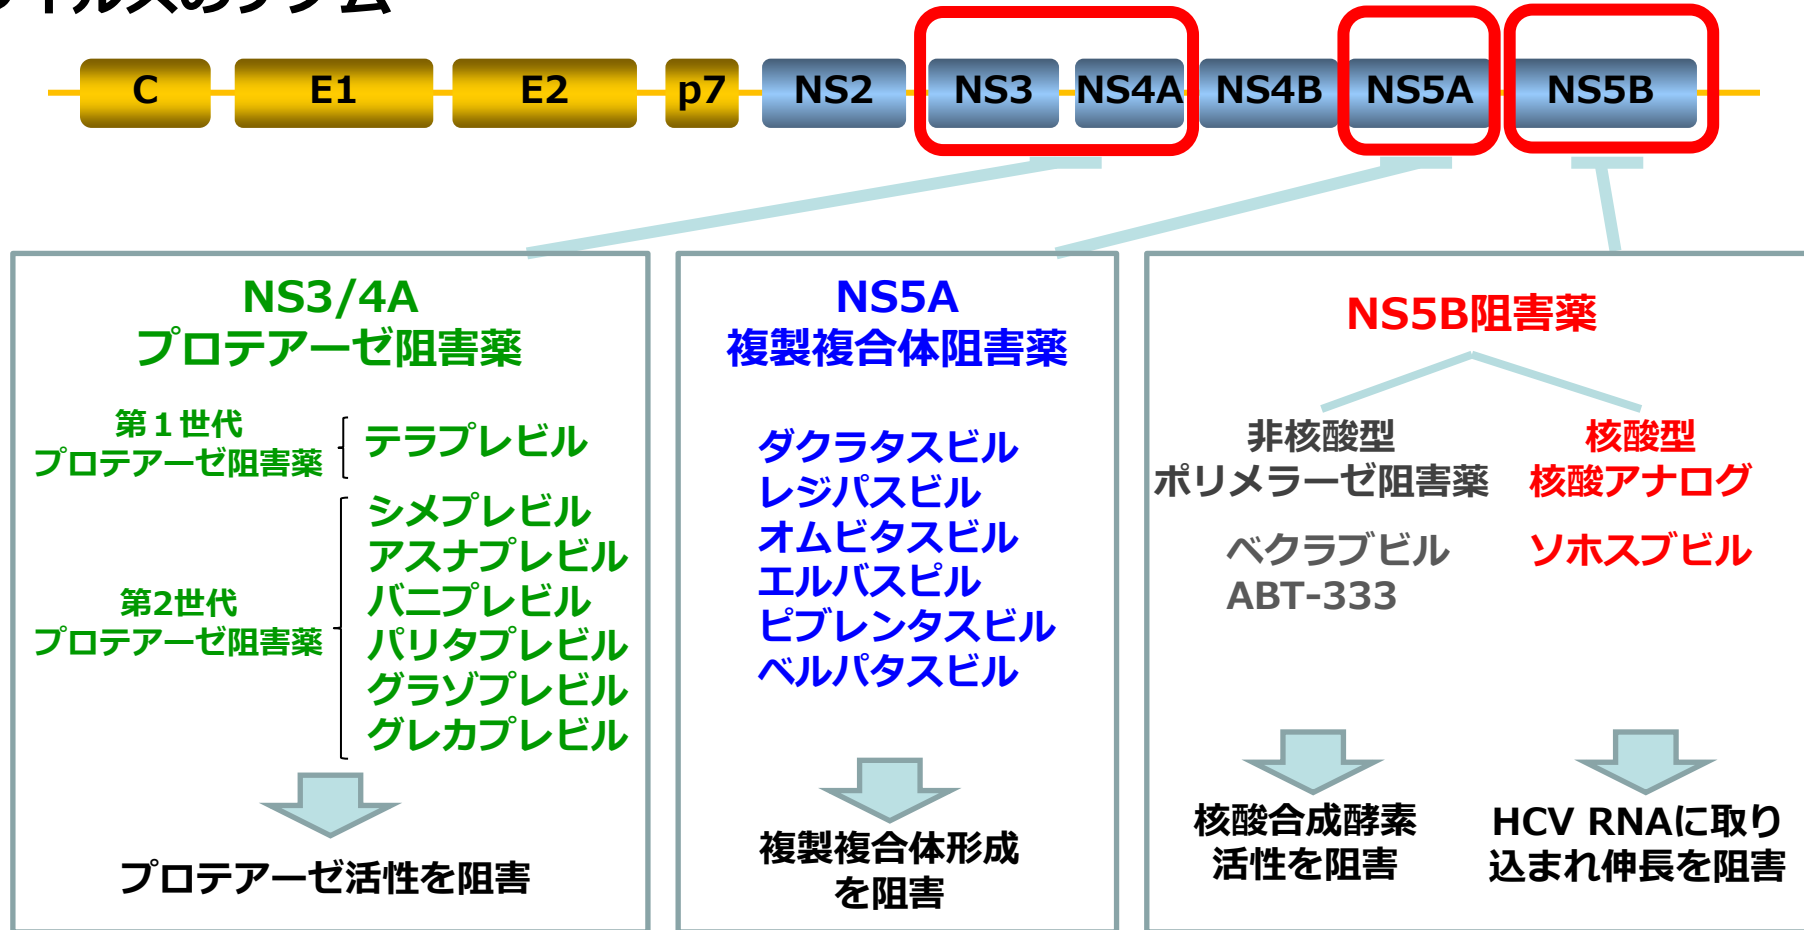 C E1 E2 p7 NS2 NS3 NS4A NS4B NS5A NS5B
NS3/4A
プロテアーゼ阻害薬
第１世代
プロテアーゼ阻害薬
テラプレビル
第2世代
プロテアーゼ阻害薬
シメプレビル
アスナプレビル
バニプレビル
パリタプレビル
グラゾプレビル
グレカプレビル
プロテアーゼ活性を阻害
NS5A
複製複合体阻害薬
ダクラタスビル
レジパスビル
オムビタスビル
エルバスビル
ピブレンタスビル
ベルパタスビル
複製複合体形成
を阻害
NS5B阻害薬
非核酸型
ポリメラーゼ阻害薬
ベクラブビル
ABT-333
核酸合成酵素
活性を阻害
核酸型
核酸アナログ
ソホスブビル
HCV RNAに取り
込まれ伸長を阻害